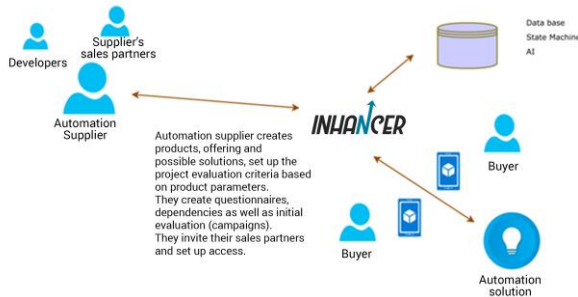 Supplier's
sales partners
Developers
Automation
Supplier
Data base
State Machine
AI
INHANCER
Automation supplier creates
products, offering and
possible solutions, set up the
project evaluation criteria based
on product parameters.
They create questionnaires,
dependencies as well as initial
evaluation (campaigns).
They invite their sales partners
and set up access.
Buyer
Buyer
Automation
solution